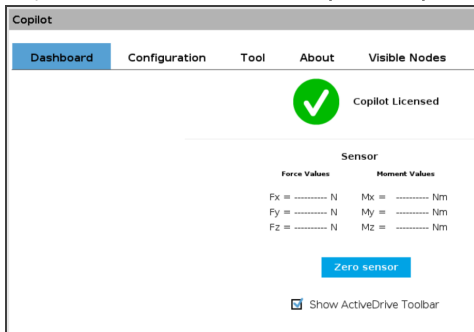 Copilot
Dashboard Configuration Tool About Visible Nodes
Copilot Licensed
Sensor
Force Values Moment Values
Fx = ---------- N Mx = ---------- Nm
Fy = ---------- N My = ---------- Nm
Fz = ---------- N Mz = ---------- Nm
Zero sensor
Show ActiveDrive Toolbar